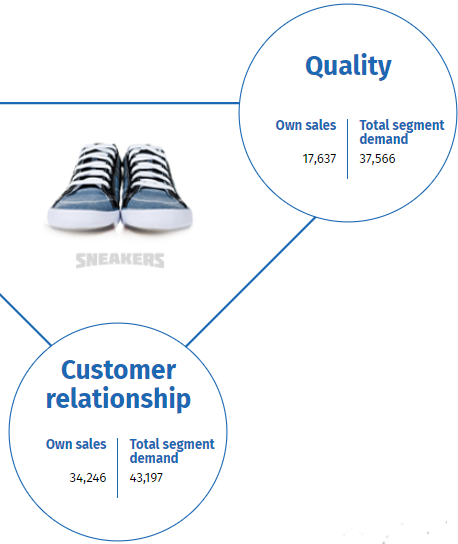 Quality
Own sales
Total segment
demand
17,637
37,566
SNEAKERS
Customer
relationship
Own sales
Total segment
demand
34,246
43,197